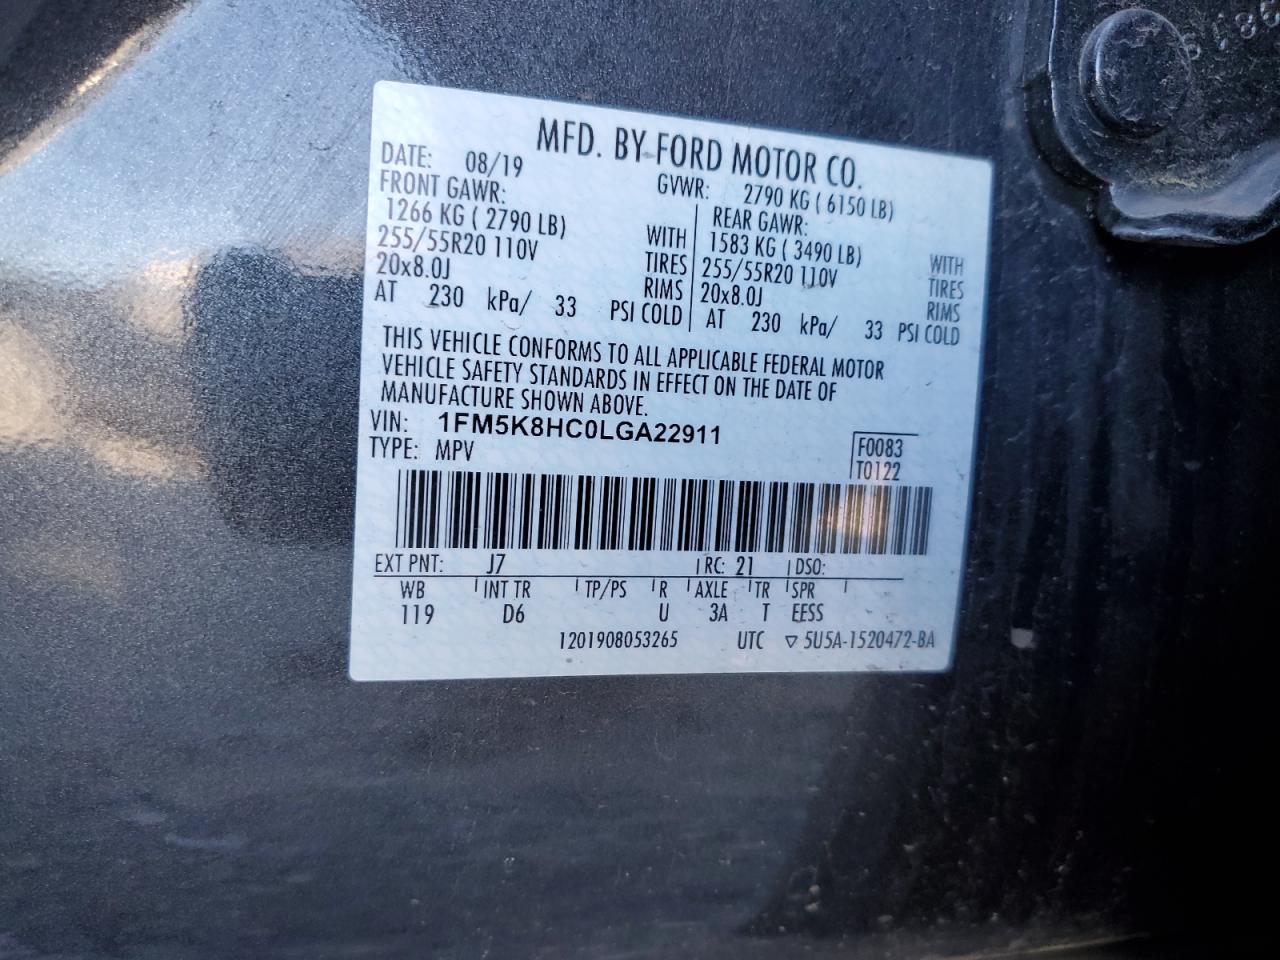 MFD. BY FORD MOTOR CO.
DATE: 08/19 GVWR: 2790 KG ( 6150 LB)
FRONT GAWR: REAR GAWR:
1266 KG ( 2790 LB) WITH 1583 KG ( 3490 LB) WITH
255/55R20 110V TIRES 255/55R20 110V TIRES
20x8.0J RIMS 20x8.0J RIMS
AT 230 kPa/ 33 PSI COLD AT 230 kPa/ 33 PSI COLD
THIS VEHICLE CONFORMS TO ALL APPLICABLE FEDERAL MOTOR
VEHICLE SAFETY STANDARDS IN EFFECT ON THE DATE OF
MANUFACTURE SHOWN ABOVE.
VIN: 1FM5K8HC0LGA22911 F0083
TYPE: MPV T0122
EXT PNT: J7 RC: 21 DSO:
WB INT TR TP/PS R AXLE TR SPR
119 D6 U 3A T EESS
1201908053265 UTC ▽ 5U5A-1520472-BA